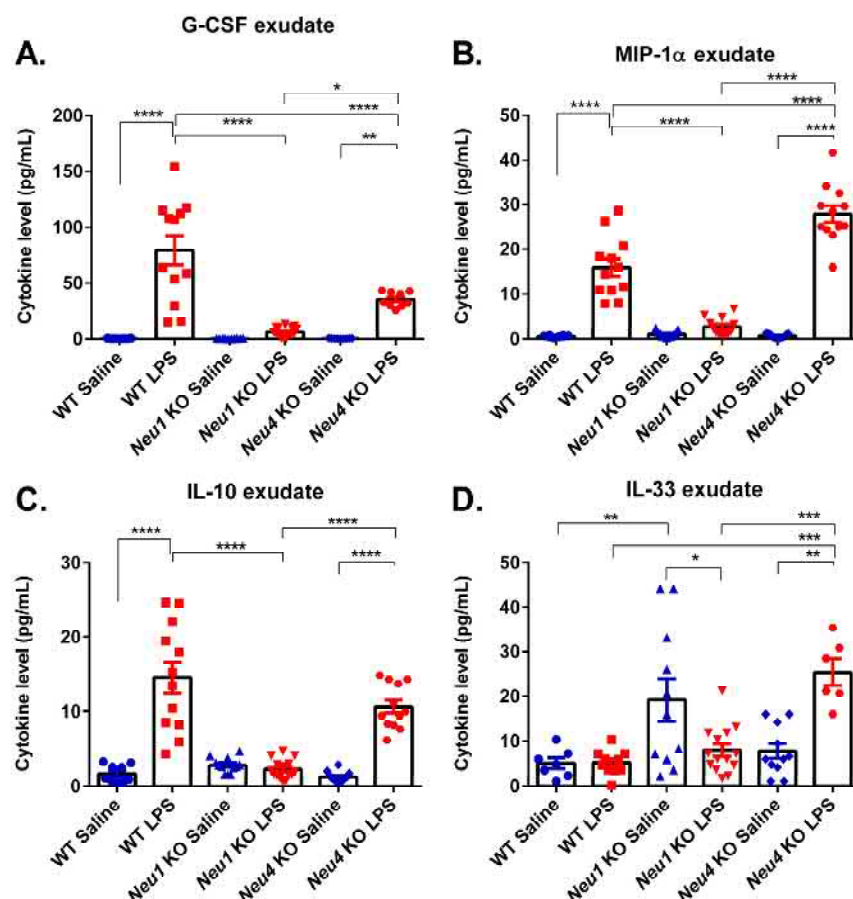 G-CSF exudate
A.
*
****
****
****
**
Cytokine level (pg/mL)
200
150
100
50
0
WT Saline
WT LPS
Neu1 KO Saline
Neu1 KO LPS
Neu4 KO Saline
Neu4 KO LPS
B.
MIP-1α exudate
****
****
****
****
****
Cytokine level (pg/mL)
50
40
30
20
10
0
WT Saline
WT LPS
Neu1 KO Saline
Neu1 KO LPS
Neu4 KO Saline
Neu4 KO LPS
C.
IL-10 exudate
****
****
****
****
Cytokine level (pg/mL)
30
20
10
0
WT Saline
WT LPS
Neu1 KO Saline
Neu1 KO LPS
Neu4 KO Saline
Neu4 KO LPS
D.
IL-33 exudate
**
***
***
*
**
Cytokine level (pg/mL)
50
40
30
20
10
0
WT Saline
WT LPS
Neu1 KO Saline
Neu1 KO LPS
Neu4 KO Saline
Neu4 KO LPS